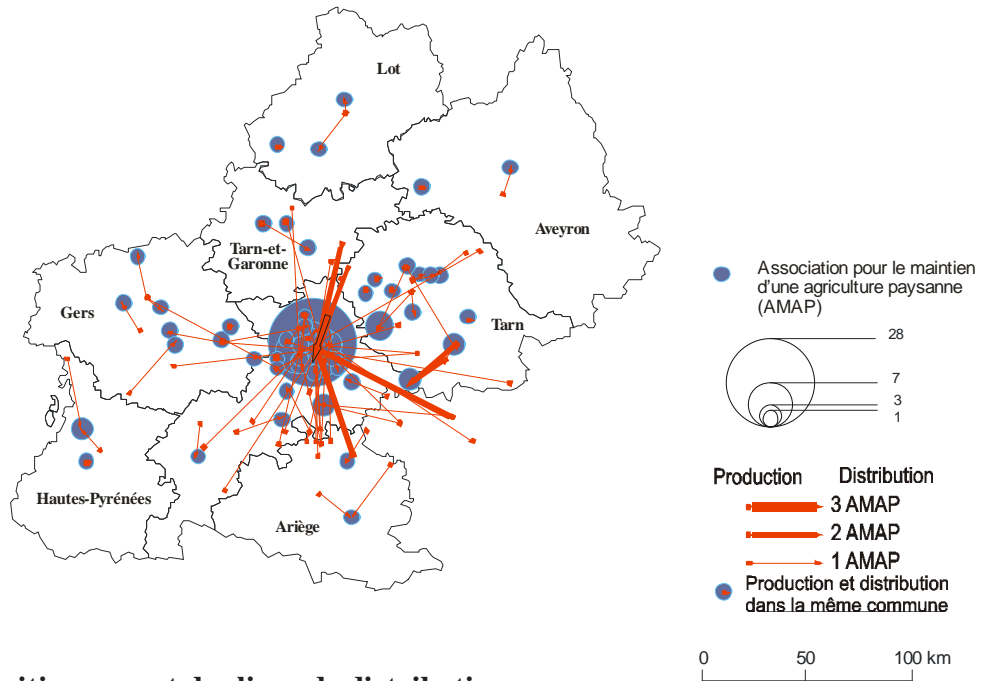 Lot
Aveyron
Tarn-et-
Garonne
Gers
Tarn
Hautes-Pyrénées
Ariège
Association pour le maintien
d'une agriculture paysanne
(AMAP)
28
7
3
1
Production Distribution
3 AMAP
2 AMAP
1 AMAP
Production et distribution
dans la même commune
0 50 100 km